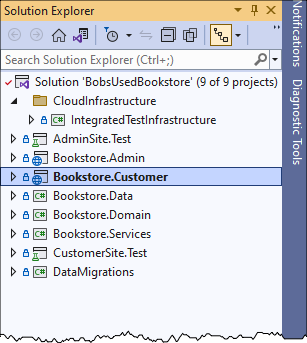 Solution Explorer
Search Solution Explorer (Ctrl+;)
Solution 'BobsUsedBookstore' (9 of 9 projects)
CloudInfrastructure
C# IntegratedTestInfrastructure
AdminSite.Test
Bookstore.Admin
Bookstore.Customer
C# Bookstore.Data
C# Bookstore.Domain
C# Bookstore.Services
CustomerSite.Test
C# DataMigrations
Notifications
Diagnostic Tools